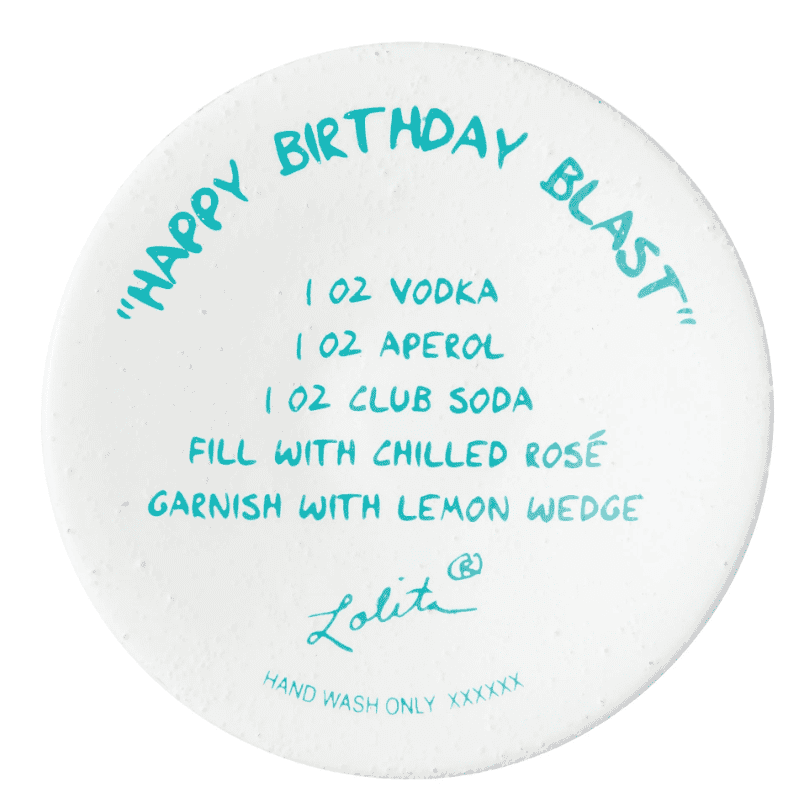 "HAPPY BIRTHDAY BLAST"
1 OZ VODKA
1 OZ APEROL
1 OZ CLUB SODA
FILL WITH CHILLED ROSÉ
GARNISH WITH LEMON WEDGE
Lolita®
HAND WASH ONLY XXXXXX